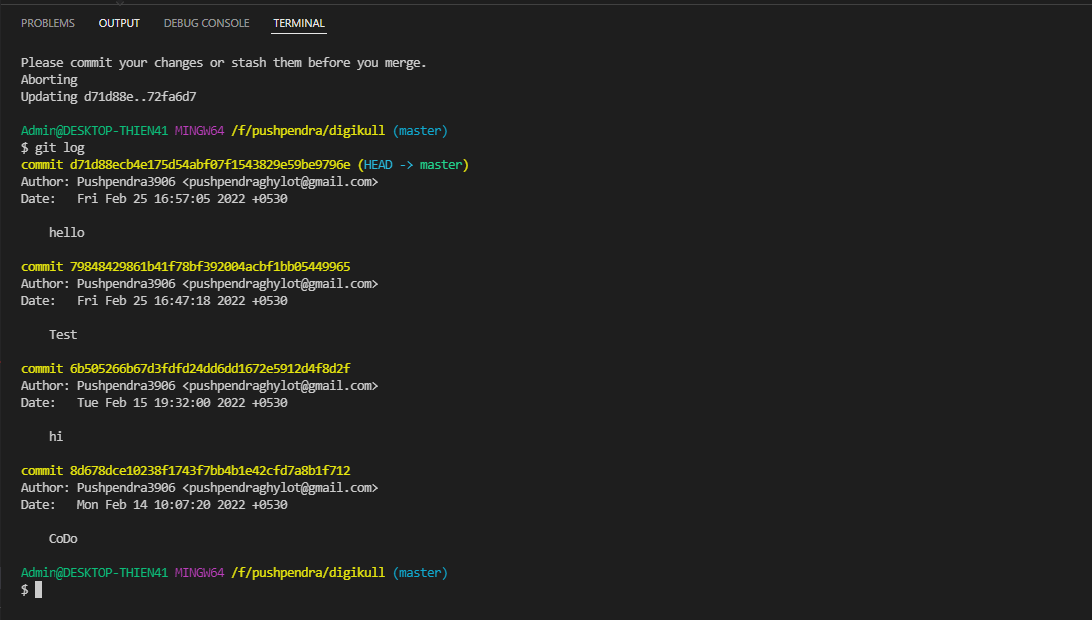 PROBLEMS OUTPUT DEBUG CONSOLE TERMINAL
Please commit your changes or stash them before you merge.
Aborting
Updating d71d88e..72fa6d7
Admin@DESKTOP-THIEN41 MINGW64 /f/pushpendra/digikull (master)
$ git log
commit d71d88ecb4e175d54abf07f1543829e59be9796e (HEAD -> master)
Author: Pushpendra3906 <pushpendraghylot@gmail.com>
Date:   Fri Feb 25 16:57:05 2022 +0530
hello
commit 79848429861b41f78bf392004acbf1bb05449965
Author: Pushpendra3906 <pushpendraghylot@gmail.com>
Date:   Fri Feb 25 16:47:18 2022 +0530
Test
commit 6b505266b67d3fdfd24dd6dd1672e5912d4f8d2f
Author: Pushpendra3906 <pushpendraghylot@gmail.com>
Date:   Tue Feb 15 19:32:00 2022 +0530
hi
commit 8d678dce10238f1743f7bb4b1e42cfd7a8b1f712
Author: Pushpendra3906 <pushpendraghylot@gmail.com>
Date:   Mon Feb 14 10:07:20 2022 +0530
CoDo
Admin@DESKTOP-THIEN41 MINGW64 /f/pushpendra/digikull (master)
$